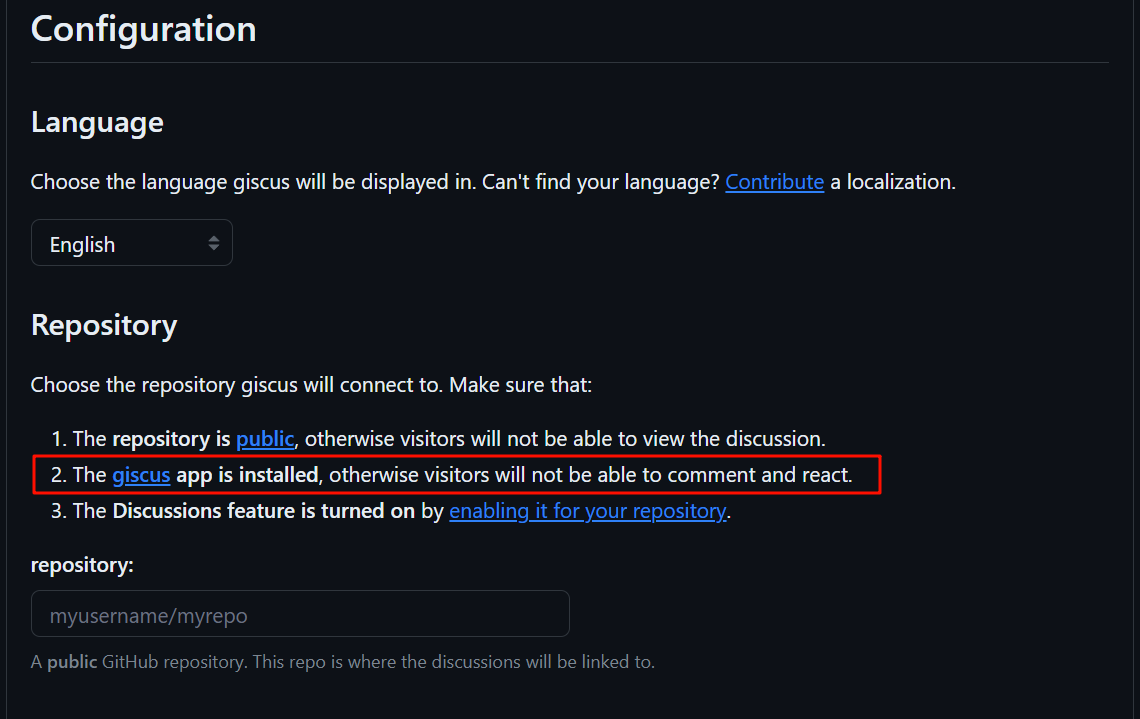 Configuration
Language
Choose the language giscus will be displayed in. Can't find your language? Contribute a localization.
English
Repository
Choose the repository giscus will connect to. Make sure that:
1. The repository is public, otherwise visitors will not be able to view the discussion.
2. The giscus app is installed, otherwise visitors will not be able to comment and react.
3. The Discussions feature is turned on by enabling it for your repository.
repository:
myusername/myrepo
A public GitHub repository. This repo is where the discussions will be linked to.